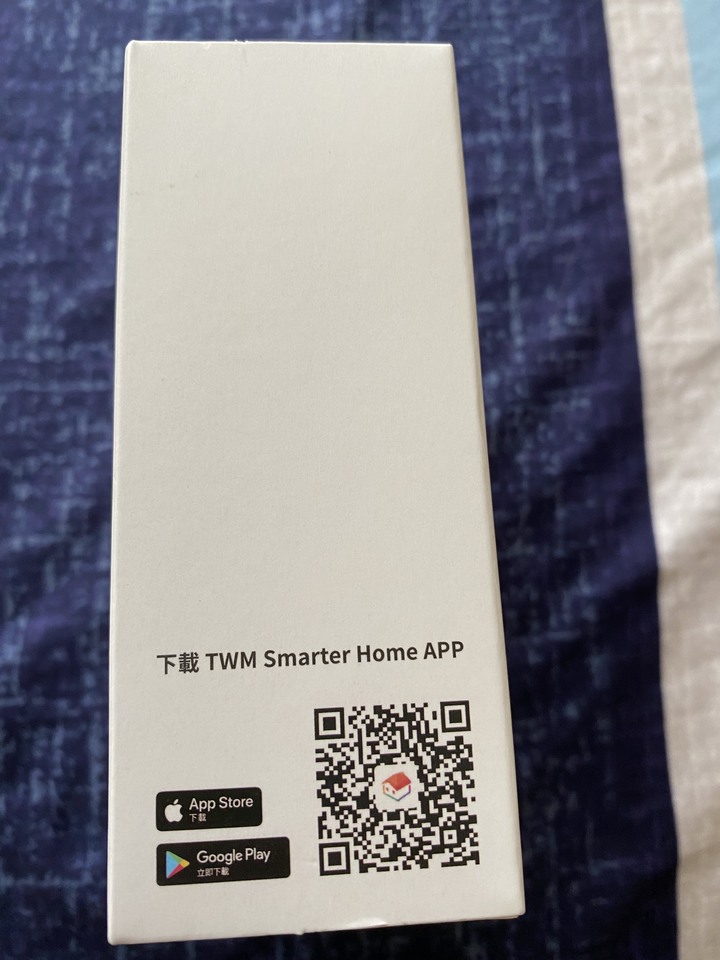 下載 TWM Smarter Home APP
App Store
下載
Google Play
立即下載